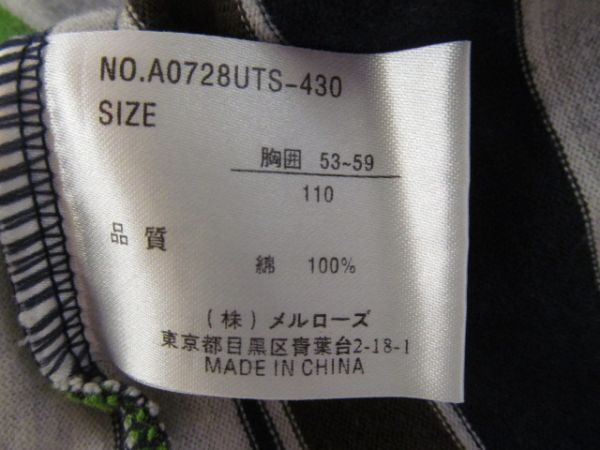 NO.A0728UTS-430
SIZE
胸囲 53~59
110
品質
綿 100%
(株)メルローズ
東京都目黒区青葉台2-18-1
MADE IN CHINA